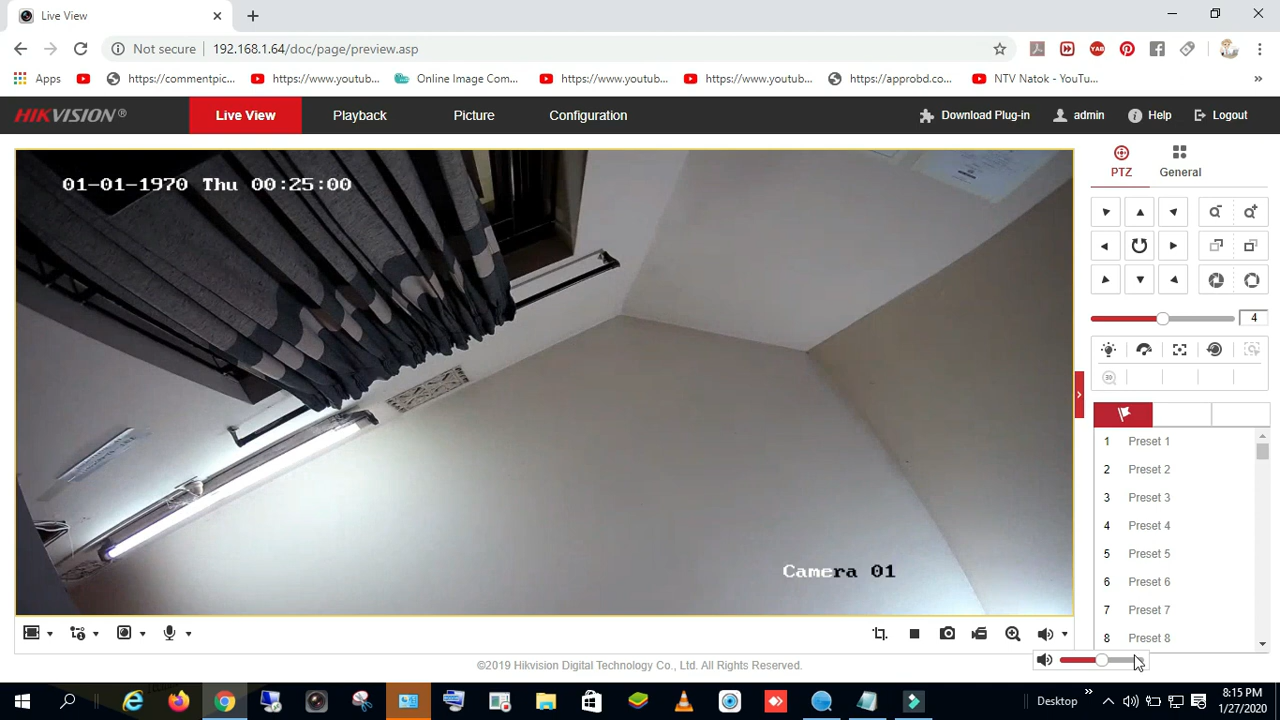 Live View
Not secure
192.168.1.64/doc/page/preview.asp
YAB
Apps
https://commentpic...
https://www.youtub...
Online Image Com...
https://www.youtub...
https://www.youtub...
https://approbd.co...
NTV Natok - YouTu...
»
HIKVISION®
Live View
Playback
Picture
Configuration
Download Plug-in
admin
Help
Logout
01-01-1970 Thu 00:25:00
Camera 01
PTZ
General
4
3D
1 Preset 1
2 Preset 2
3 Preset 3
4 Preset 4
5 Preset 5
6 Preset 6
7 Preset 7
8 Preset 8
©2019 Hikvision Digital Technology Co., Ltd. All Rights Reserved.
Desktop
»
8:15 PM
1/27/2020